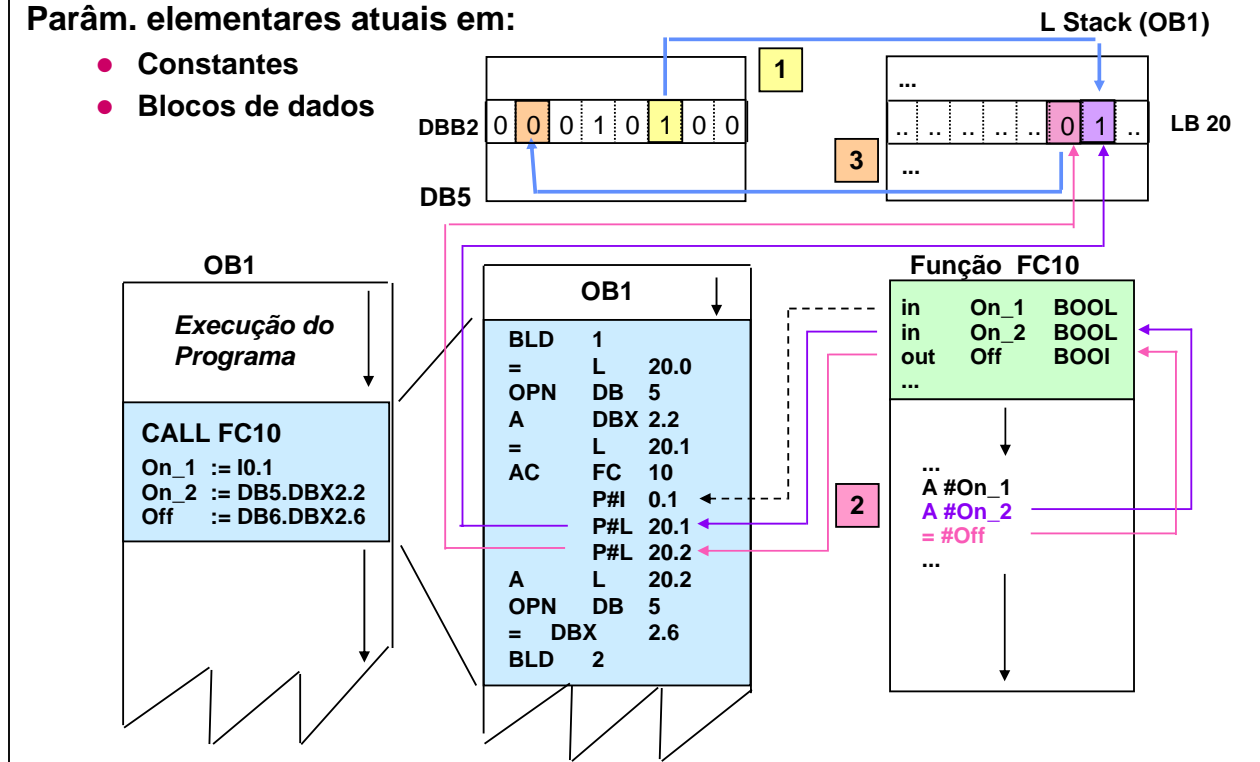 Parâm. elementares atuais em:
● Constantes
● Blocos de dados
L Stack (OB1)
1
DBB2 0 0 0 1 0 1 0 0
DB5
...
.. .. .. .. .. 0 1 .. LB 20
...
3
OB1
Execução do
Programa
CALL FC10
On_1 := I0.1
On_2 := DB5.DBX2.2
Off := DB6.DBX2.6
OB1
BLD 1
= L 20.0
OPN DB 5
A DBX 2.2
= L 20.1
AC FC 10
P#I 0.1
P#L 20.1
P#L 20.2
A L 20.2
OPN DB 5
= DBX 2.6
BLD 2
Função FC10
in On_1 BOOL
in On_2 BOOL
out Off BOOI
...
2
...
A #On_1
A #On_2
= #Off
...